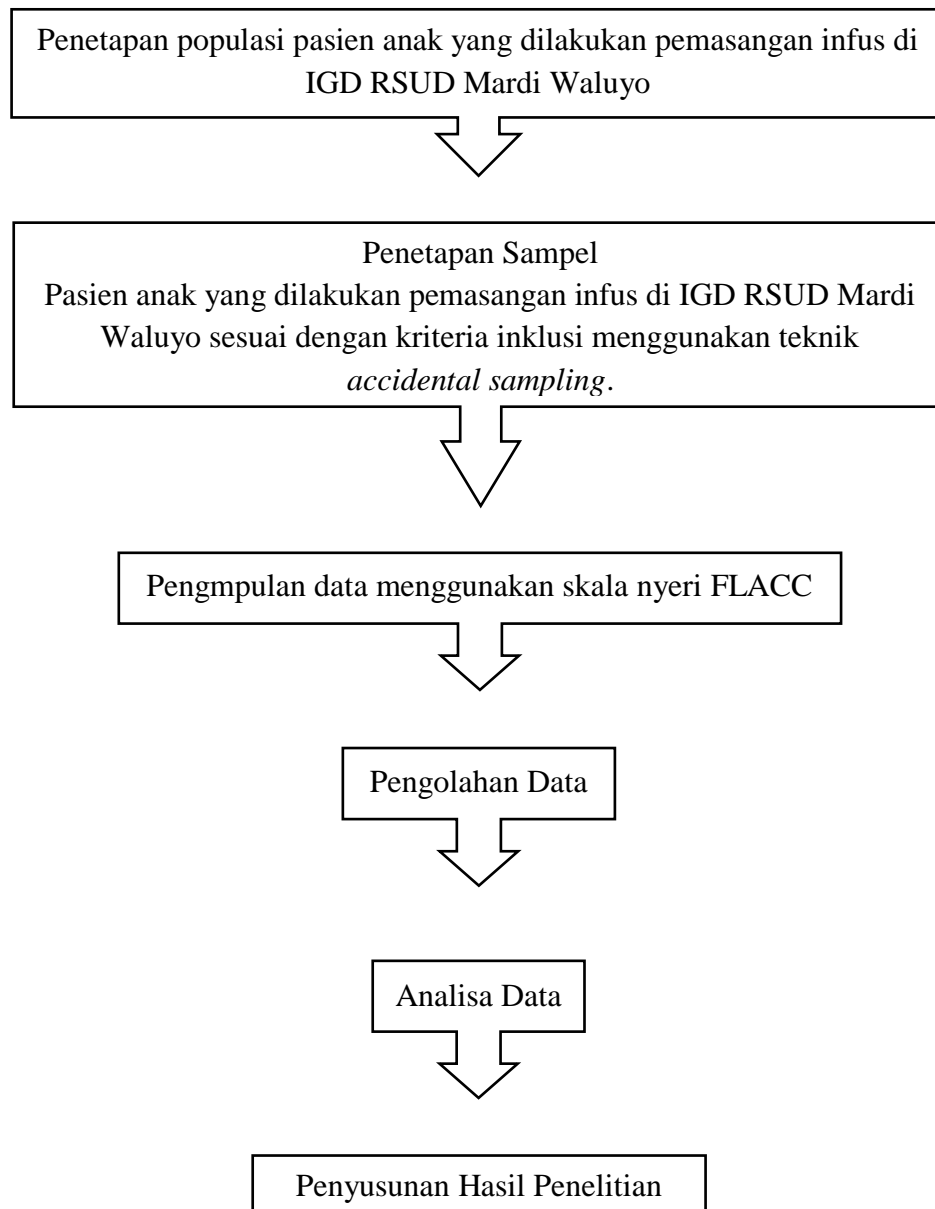 Penetapan populasi pasien anak yang dilakukan pemasangan infus di
IGD RSUD Mardi Waluyo
Penetapan Sampel
Pasien anak yang dilakukan pemasangan infus di IGD RSUD Mardi
Waluyo sesuai dengan kriteria inklusi menggunakan teknik
accidental sampling.
Pengmpulan data menggunakan skala nyeri FLACC
Pengolahan Data
Analisa Data
Penyusunan Hasil Penelitian